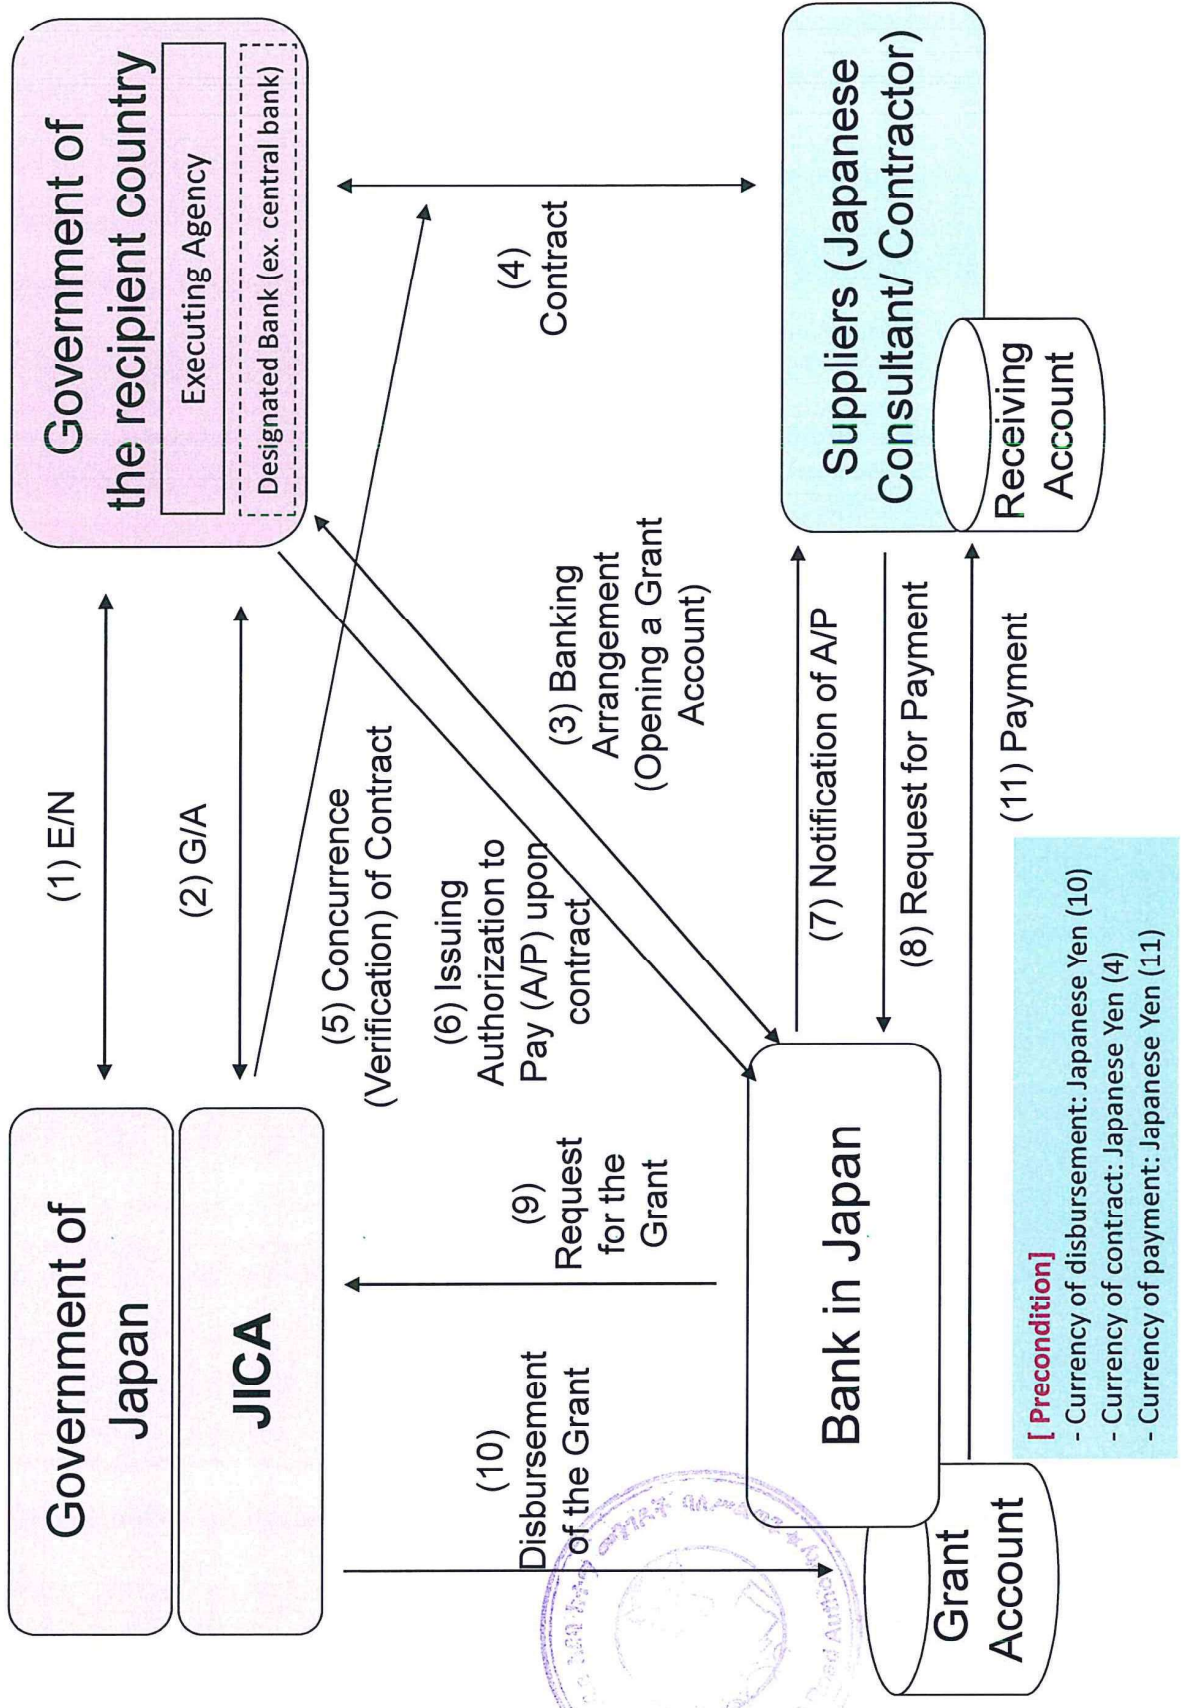 Government of
Japan
JICA
Government of
the recipient country
Executing Agency
Designated Bank (ex. central bank)
(1) E/N
(2) G/A
(5) Concurrence
(Verification) of Contract
(6) Issuing
Authorization to
Pay (A/P) upon
contract
(3) Banking
Arrangement
(Opening a Grant
Account)
(4)
Contract
(9)
Request
for the
Grant
(10)
Disbursement
of the Grant
Bank in Japan
Grant
Account
(7) Notification of A/P
(8) Request for Payment
(11) Payment
Suppliers (Japanese
Consultant/ Contractor)
Receiving
Account
[ Precondition]
- Currency of disbursement: Japanese Yen (10)
- Currency of contract: Japanese Yen (4)
- Currency of payment: Japanese Yen (11)
Road Authority